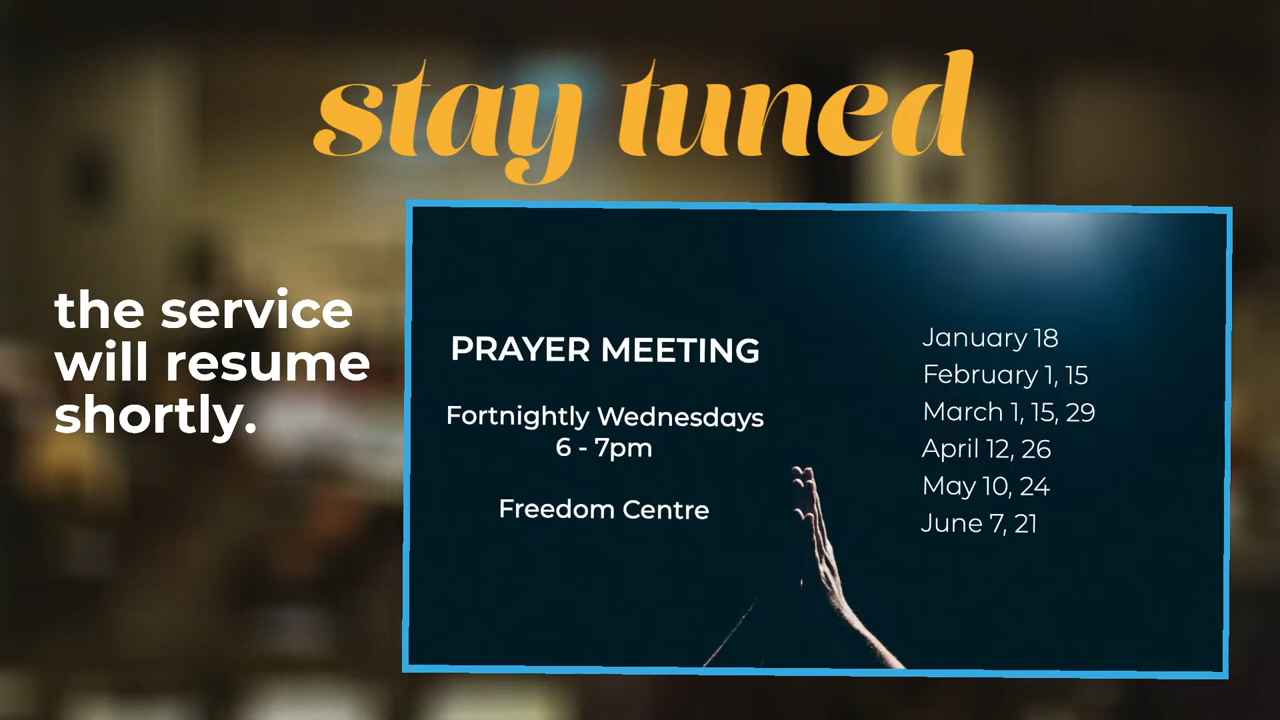 stay tuned
the service
will resume
shortly.
PRAYER MEETING
Fortnightly Wednesdays
6 - 7pm
Freedom Centre
January 18
February 1, 15
March 1, 15, 29
April 12, 26
May 10, 24
June 7, 21